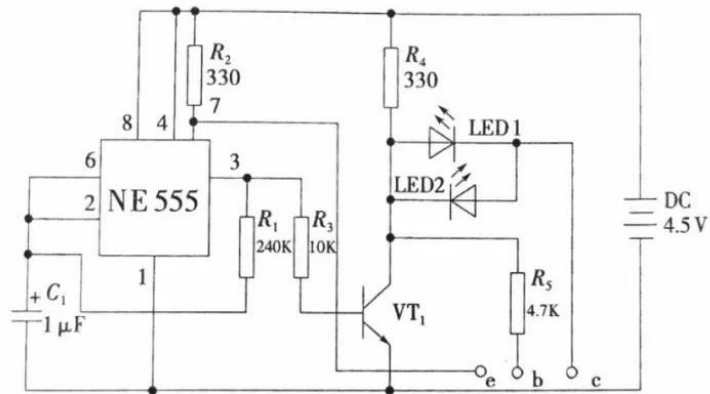 R2
330
R4
330
7
8
4
LED 1
6
3
2
NE 555
LED2
DC
4.5 V
R1
240K
R3
10K
1
R5
4.7K
+ C1
1 μF
VT1
e
b
c